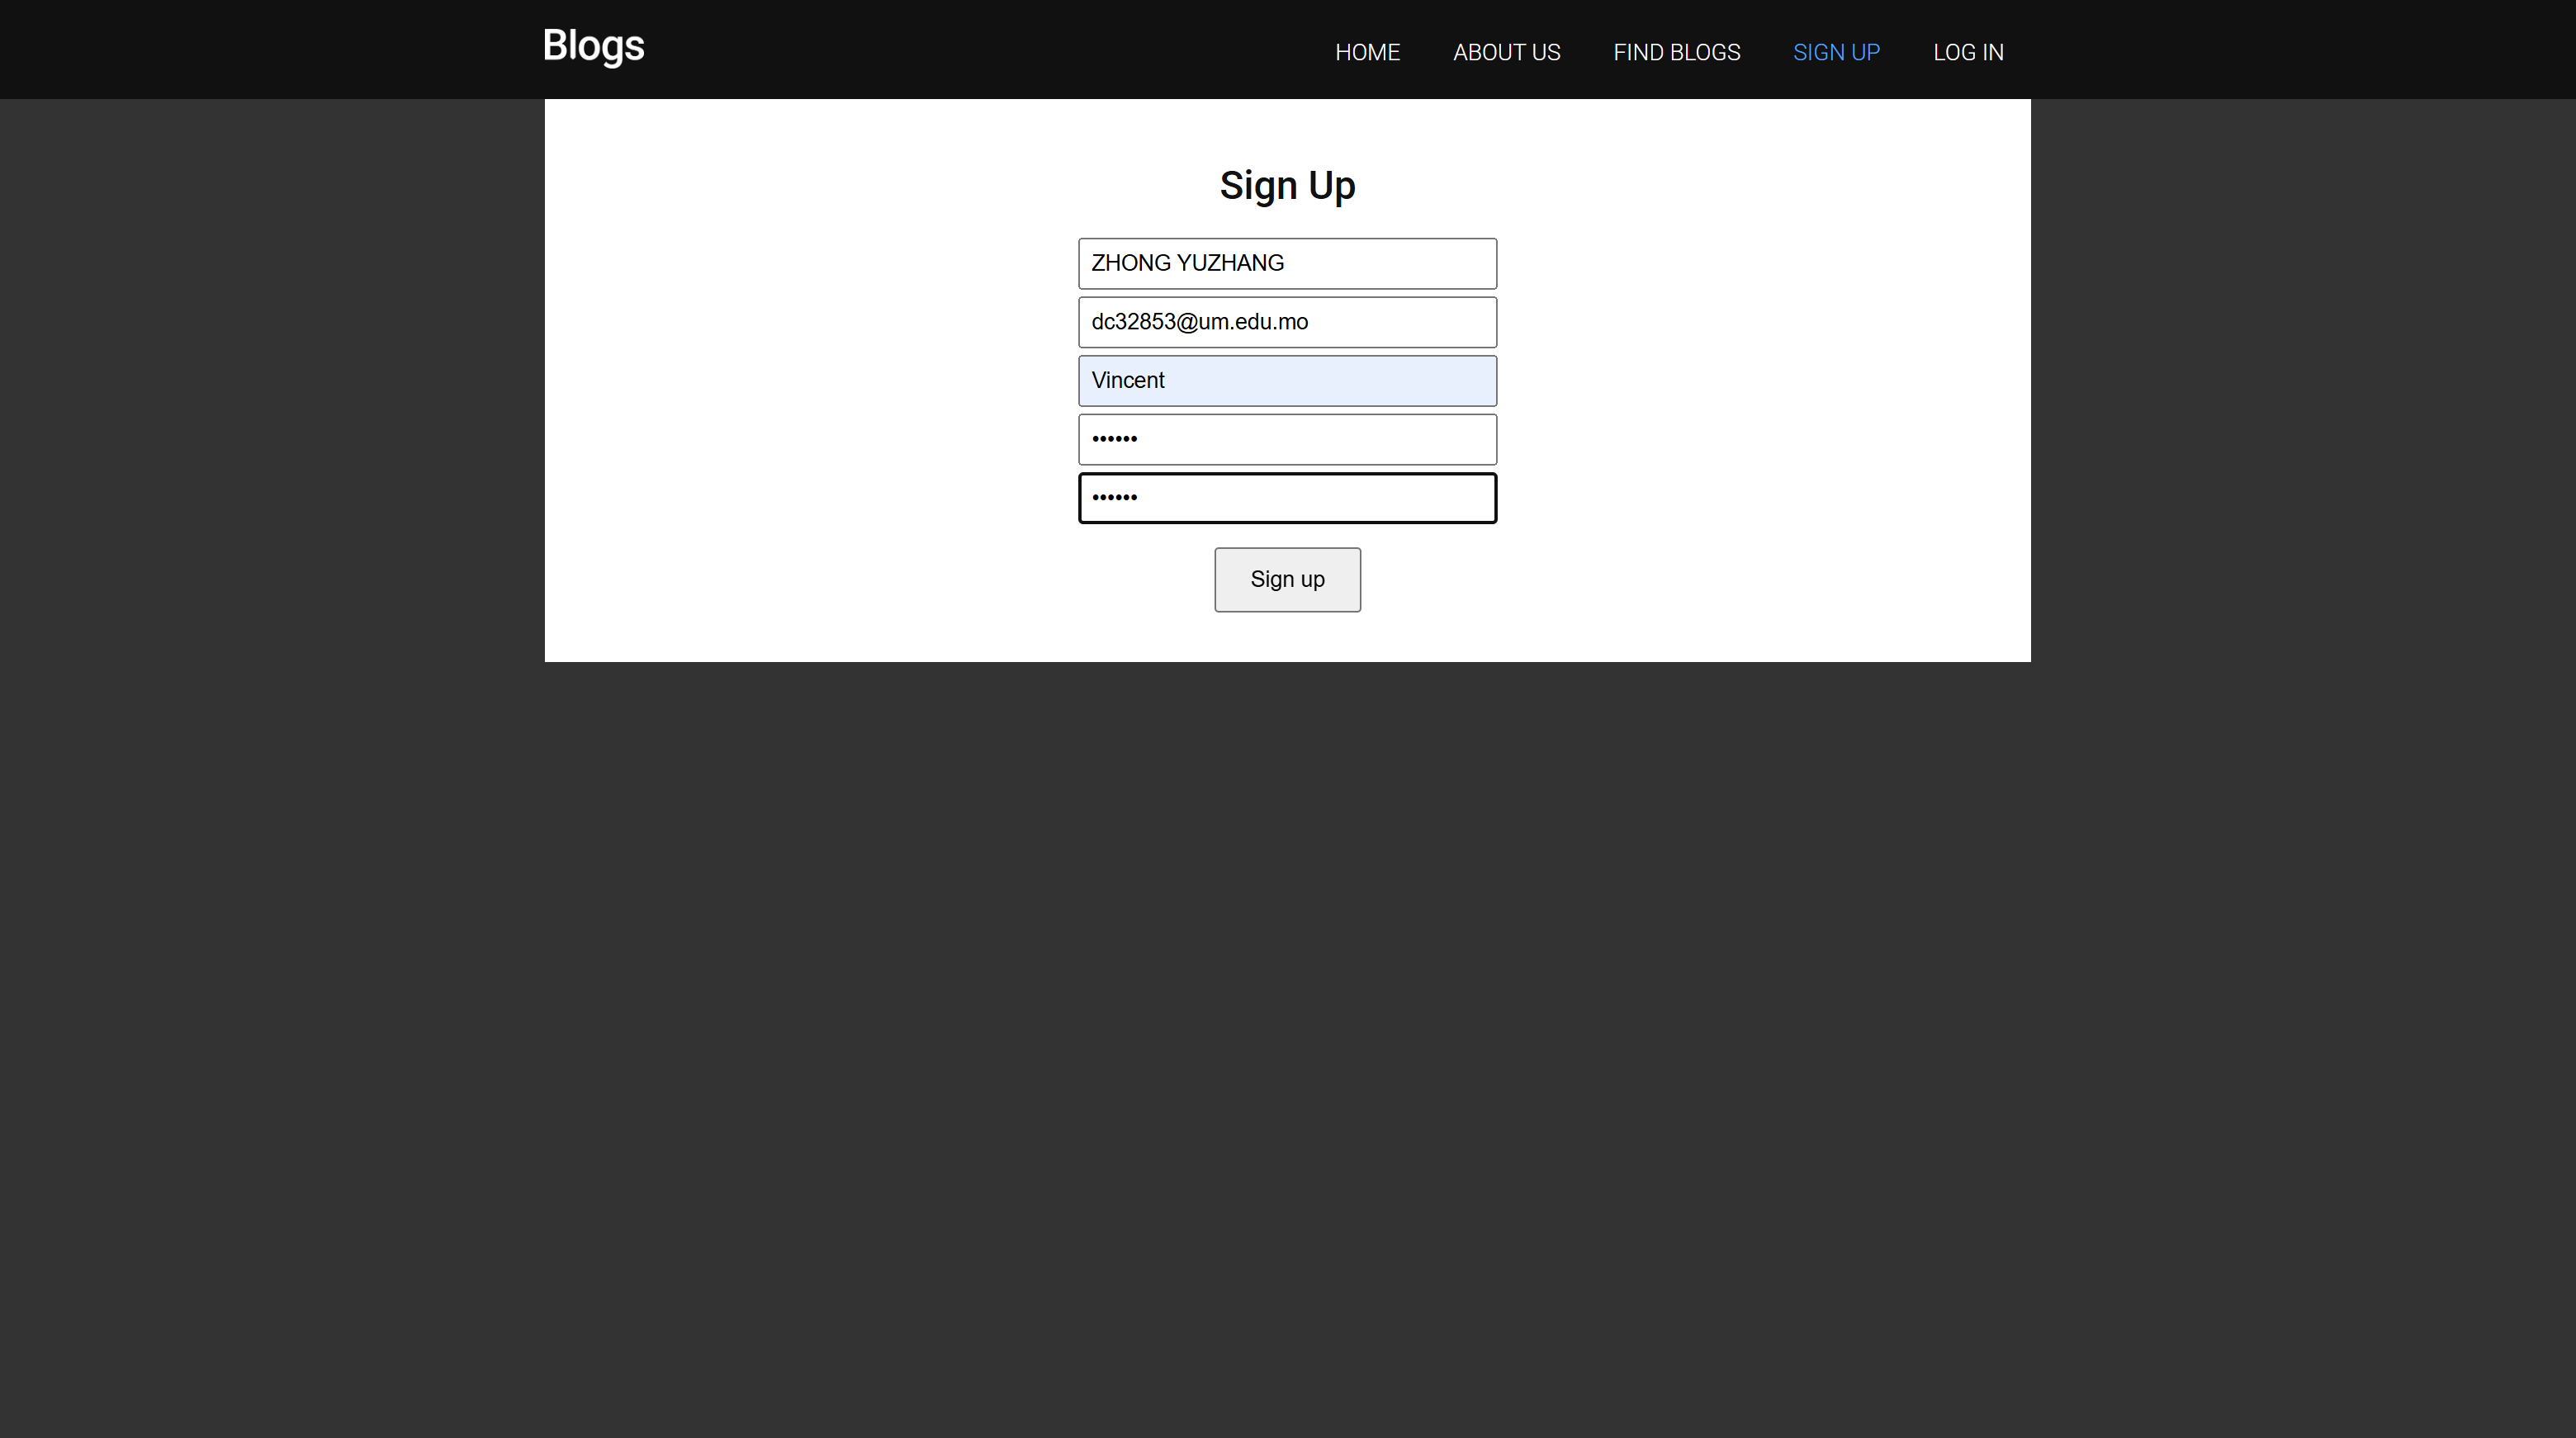 Blogs
HOME ABOUT US FIND BLOGS SIGN UP LOG IN
Sign Up
ZHONG YUZHANG
dc32853@um.edu.mo
Vincent
••••••
••••••
Sign up